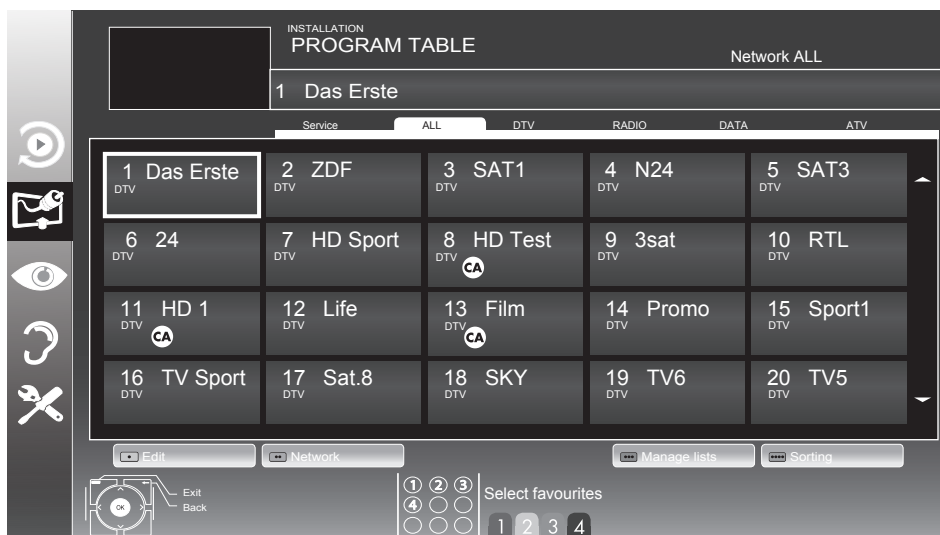 INSTALLATION
PROGRAM TABLE
Network ALL
1 Das Erste
Service ALL DTV RADIO DATA ATV
1 Das Erste 2 ZDF 3 SAT1 4 N24 5 SAT3
DTV DTV DTV DTV DTV
6 24 7 HD Sport 8 HD Test 9 3sat 10 RTL
DTV DTV DTV DTV DTV
CA
11 HD 1 12 Life 13 Film 14 Promo 15 Sport1
DTV DTV DTV DTV DTV
CA CA
16 TV Sport 17 Sat.8 18 SKY 19 TV6 20 TV5
DTV DTV DTV DTV DTV
Edit Network Manage lists Sorting
Exit
Back
OK
1 2 3
4
Select favourites
1 2 3 4